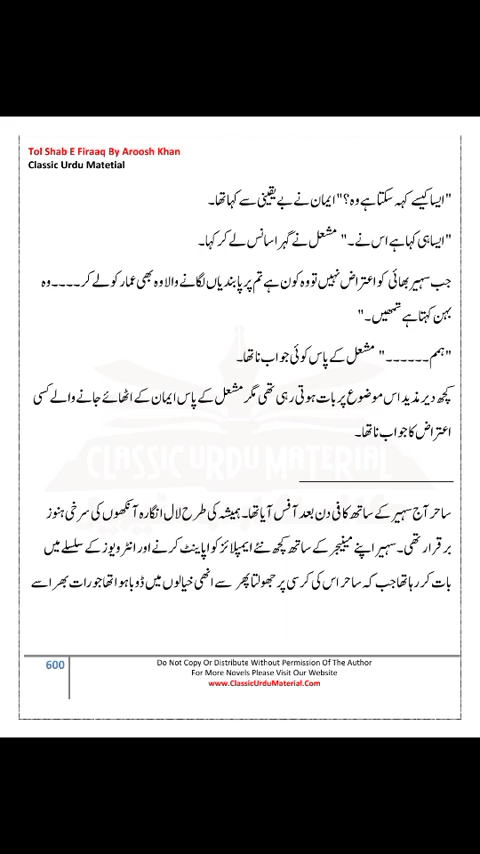 Tol Shab E Firaaq By Aroosh Khan
Classic Urdu Matetial
"ایسا کیسے کہہ سکتا ہے وہ؟" ایمان نے بے یقینی سے کہا تھا۔
"ایسا ہی کہا ہے اس نے۔" مشعل نے گہرا سانس لے کر کہا۔
جب سہیر بھائی کو اعتراض نہیں تو وہ کون ہے تم پر پابندیاں لگانے والا وہ بھی عمار کو لے کر۔۔۔۔وہ
بہن کہتا ہے تمھیں۔"
"ہمم۔۔۔۔۔۔" مشعل کے پاس کوئی جواب نا تھا۔
کچھ دیر مذید اس موضوع پر بات ہوتی رہی تھی مگر مشعل کے پاس ایمان کے اٹھائے جانے والے کسی
اعتراض کا جواب نا تھا۔
CLASSIC URDU MATERIAL
ساحر آج سہیر کے ساتھ کافی دن بعد آفس آیا تھا۔ ہمیشہ کی طرح لال انگارہ آنکھوں کی سرخی ہنوز
برقرار تھی۔ سہیر اپنے مینیجر کے ساتھ کچھ نئے ایمپلائز کو اپاینٹ کرنے اور انٹرویوز کے سلسلے میں
بات کر رہا تھا جب کہ ساحر اس کی کرسی پر جھولتا پھر سے انھی خیالوں میں ڈوبا ہوا تھا جو رات بھر اسے
600
Do Not Copy Or Distribute Without Permission Of The Author
For More Novels Please Visit Our Website
www.ClassicUrduMaterial.Com